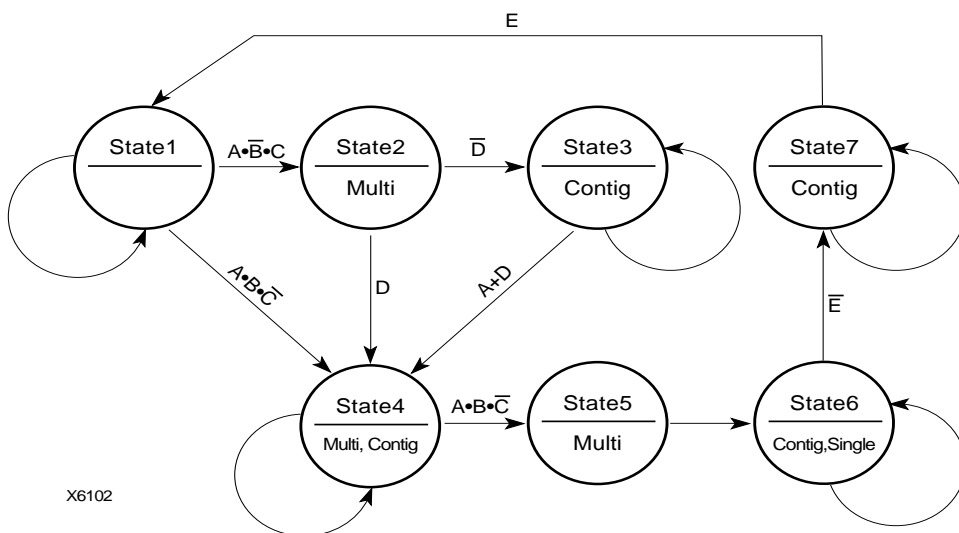 E
State1
A•B̅•C
State2
Multi
D̅
State3
Contig
State7
Contig
A•B•C̅
D
A+D
E̅
State4
Multi, Contig
A•B•C̅
State5
Multi
State6
Contig,Single
X6102